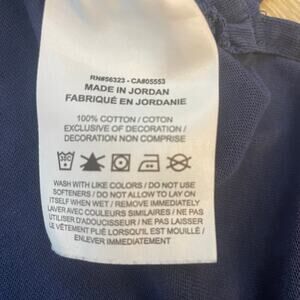 RN#56323 - CA#05553
MADE IN JORDAN
FABRIQUÉ EN JORDANIE
100% COTTON / COTON
EXCLUSIVE OF DECORATION /
DECORATION NON COMPRISE
WASH WITH LIKE COLORS / DO NOT USE
SOFTENERS / DO NOT ALLOW TO LAY ON
ITSELF WHEN WET / REMOVE IMMEDIATELY
LAVER AVEC COULEURS SIMILAIRES / NE PAS
UTILISER D'ADOUCISSEUR / NE PAS LAISSER
LE VÊTEMENT PLIÉ LORSQU'IL EST MOUILLÉ /
ENLEVER IMMÉDIATEMENT